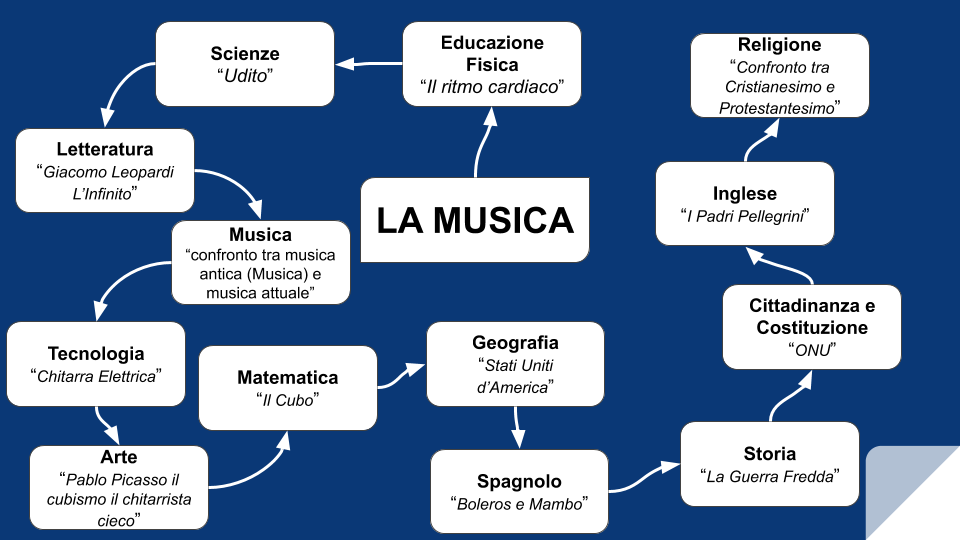 LA MUSICA
Educazione
Fisica
“Il ritmo cardiaco”
Scienze
“Udito”
Letteratura
“Giacomo Leopardi
L’Infinito”
Musica
“confronto tra musica
antica (Musica) e
musica attuale”
Tecnologia
“Chitarra Elettrica”
Arte
“Pablo Picasso il
cubismo il chitarrista
cieco”
Matematica
“Il Cubo”
Geografia
“Stati Uniti
d’America”
Spagnolo
“Boleros e Mambo”
Storia
“La Guerra Fredda”
Cittadinanza e
Costituzione
“ONU”
Inglese
“I Padri Pellegrini”
Religione
“Confronto tra
Cristianesimo e
Protestantesimo”